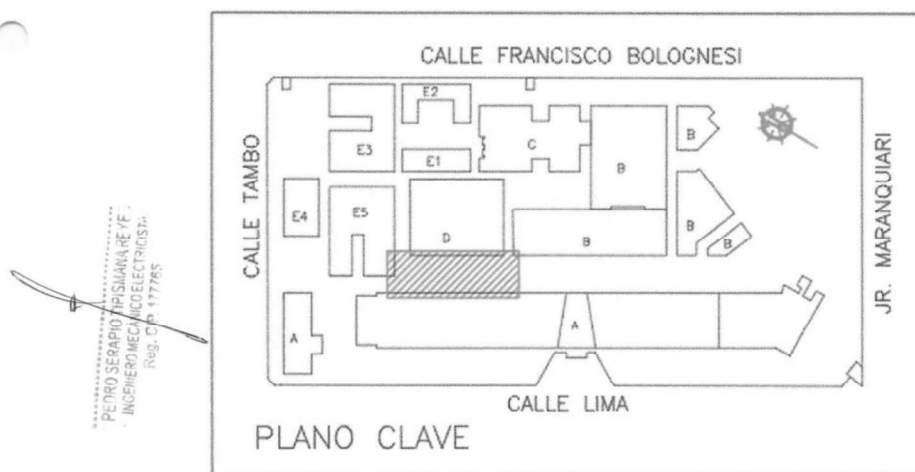 CALLE FRANCISCO BOLOGNESI
E2
E3
C
B
B
E1
E4
E5
D
B
B
B
A
A
CALLE TAMBO
JR. MARANQUIARI
CALLE LIMA
PLANO CLAVE
PEDRO SERAPIO TIPISMANA REYE
INGENIERO MECÁNICO ELECTRICISTA
Reg. CIP. 177765